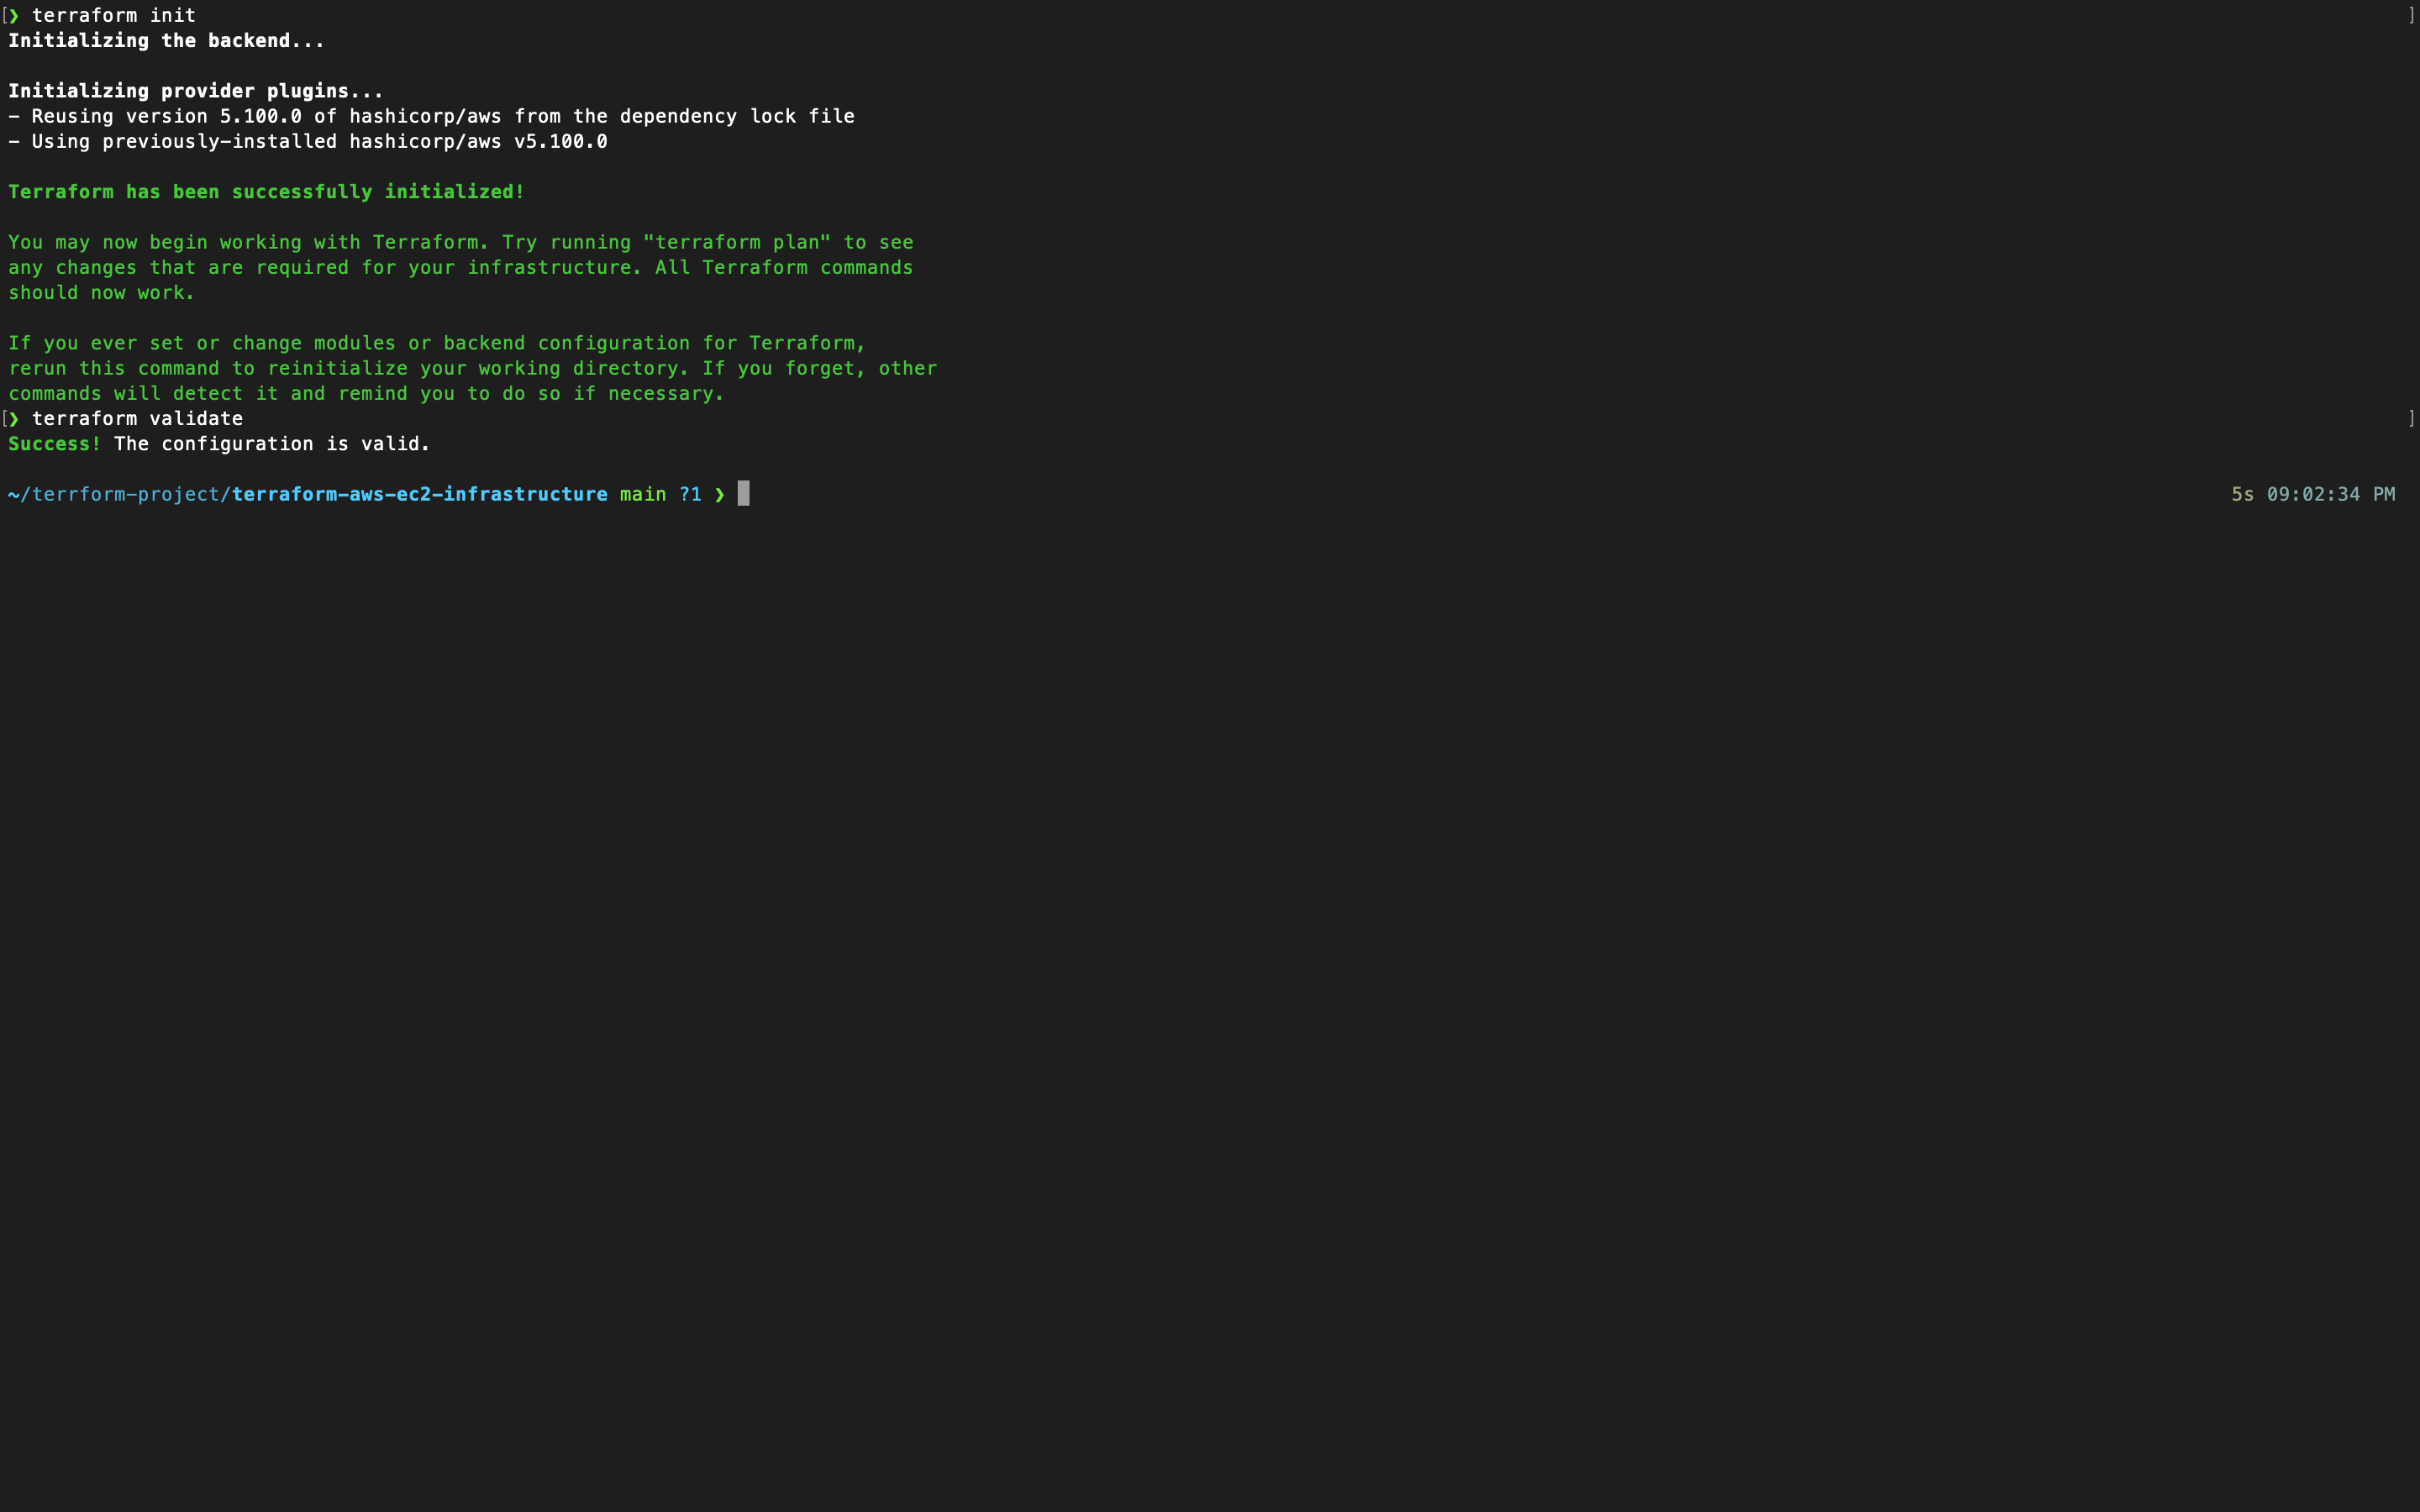 [❯ terraform init ]
Initializing the backend...
Initializing provider plugins...
- Reusing version 5.100.0 of hashicorp/aws from the dependency lock file
- Using previously-installed hashicorp/aws v5.100.0
Terraform has been successfully initialized!
You may now begin working with Terraform. Try running "terraform plan" to see
any changes that are required for your infrastructure. All Terraform commands
should now work.
If you ever set or change modules or backend configuration for Terraform,
rerun this command to reinitialize your working directory. If you forget, other
commands will detect it and remind you to do so if necessary.
[❯ terraform validate ]
Success! The configuration is valid.
~/terrform-project/terraform-aws-ec2-infrastructure main ?1 ❯ 5s 09:02:34 PM